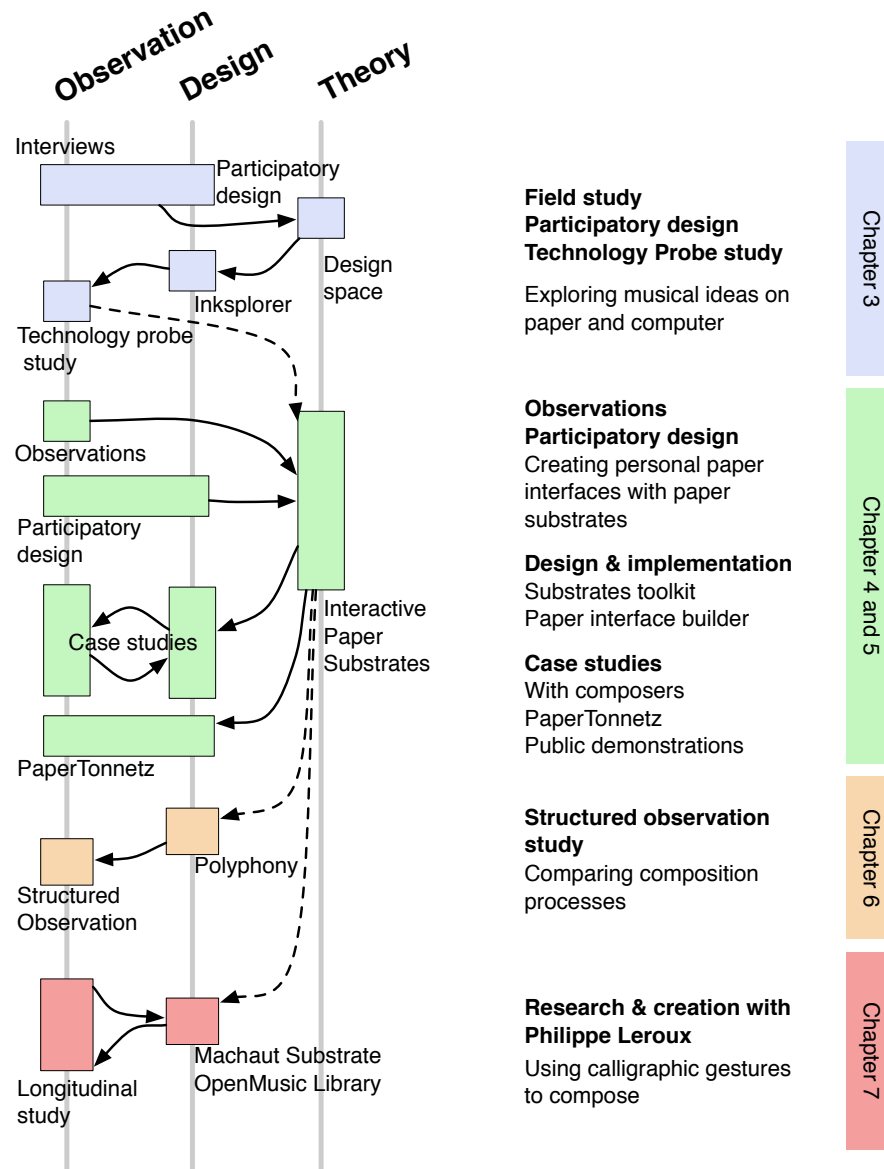 Observation
Design
Theory
Interviews
Participatory
design
Design
space
Inksplorer
Technology probe
study
Observations
Participatory
design
Interactive
Paper
Substrates
Case studies
PaperTonnetz
Polyphony
Structured
Observation
Machaut Substrate
OpenMusic Library
Longitudinal
study
Field study
Participatory design
Technology Probe study
Exploring musical ideas on
paper and computer
Chapter 3
Observations
Participatory design
Creating personal paper
interfaces with paper
substrates
Design & implementation
Substrates toolkit
Paper interface builder
Case studies
With composers
PaperTonnetz
Public demonstrations
Chapter 4 and 5
Structured observation
study
Comparing composition
processes
Chapter 6
Research & creation with
Philippe Leroux
Using calligraphic gestures
to compose
Chapter 7